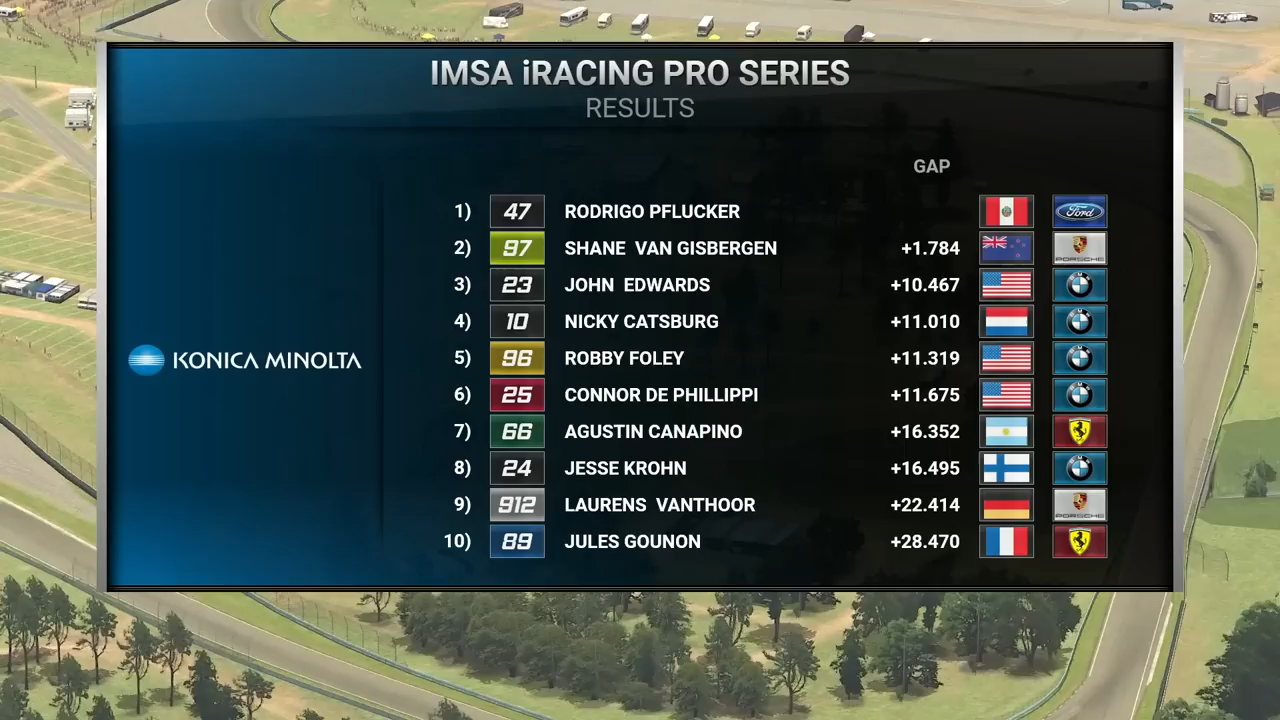 IMSA iRACING PRO SERIES
RESULTS
GAP
1) 47 RODRIGO PFLUCKER Ford
2) 97 SHANE VAN GISBERGEN +1.784 PORSCHE
3) 23 JOHN EDWARDS +10.467
4) 10 NICKY CATSBURG +11.010
5) 96 ROBBY FOLEY +11.319
6) 25 CONNOR DE PHILLIPPI +11.675
7) 66 AGUSTIN CANAPINO +16.352
8) 24 JESSE KROHN +16.495
9) 912 LAURENS VANTHOOR +22.414 PORSCHE
10) 89 JULES GOUNON +28.470
KONICA MINOLTA